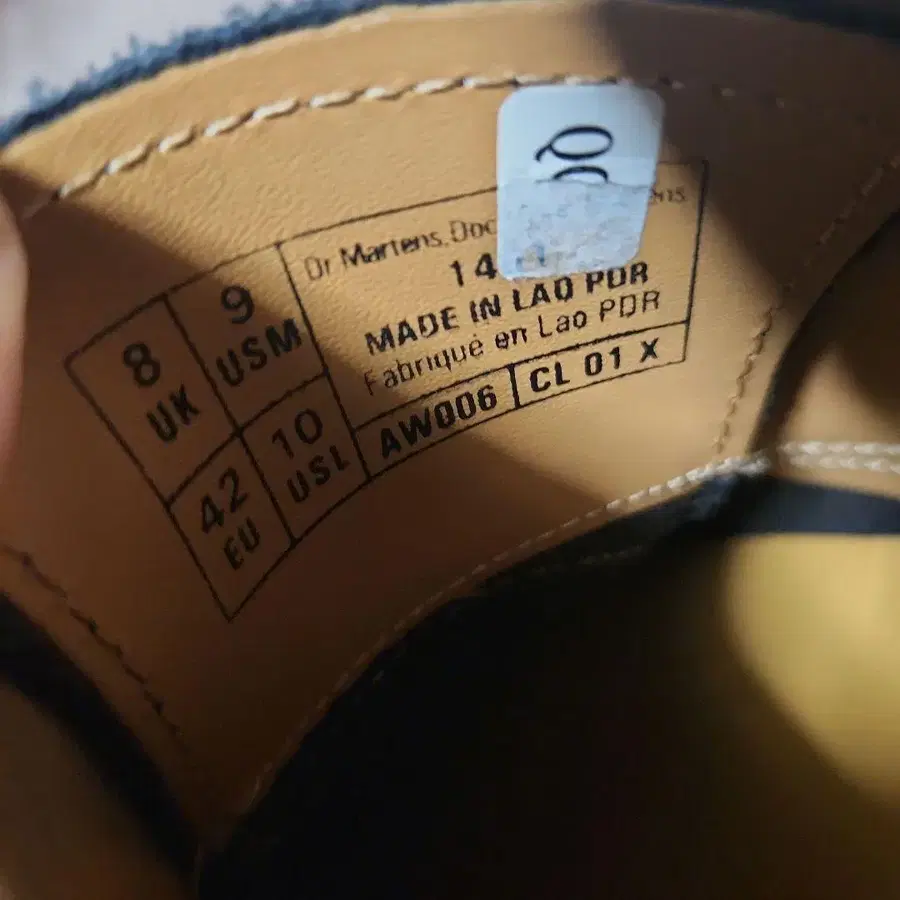 8
UK
9
USM
42
EU
10
USL
Dr Martens,
14
MADE IN LAO PDR
Fabriqué en Lao PDR
AW006
CL 01 X